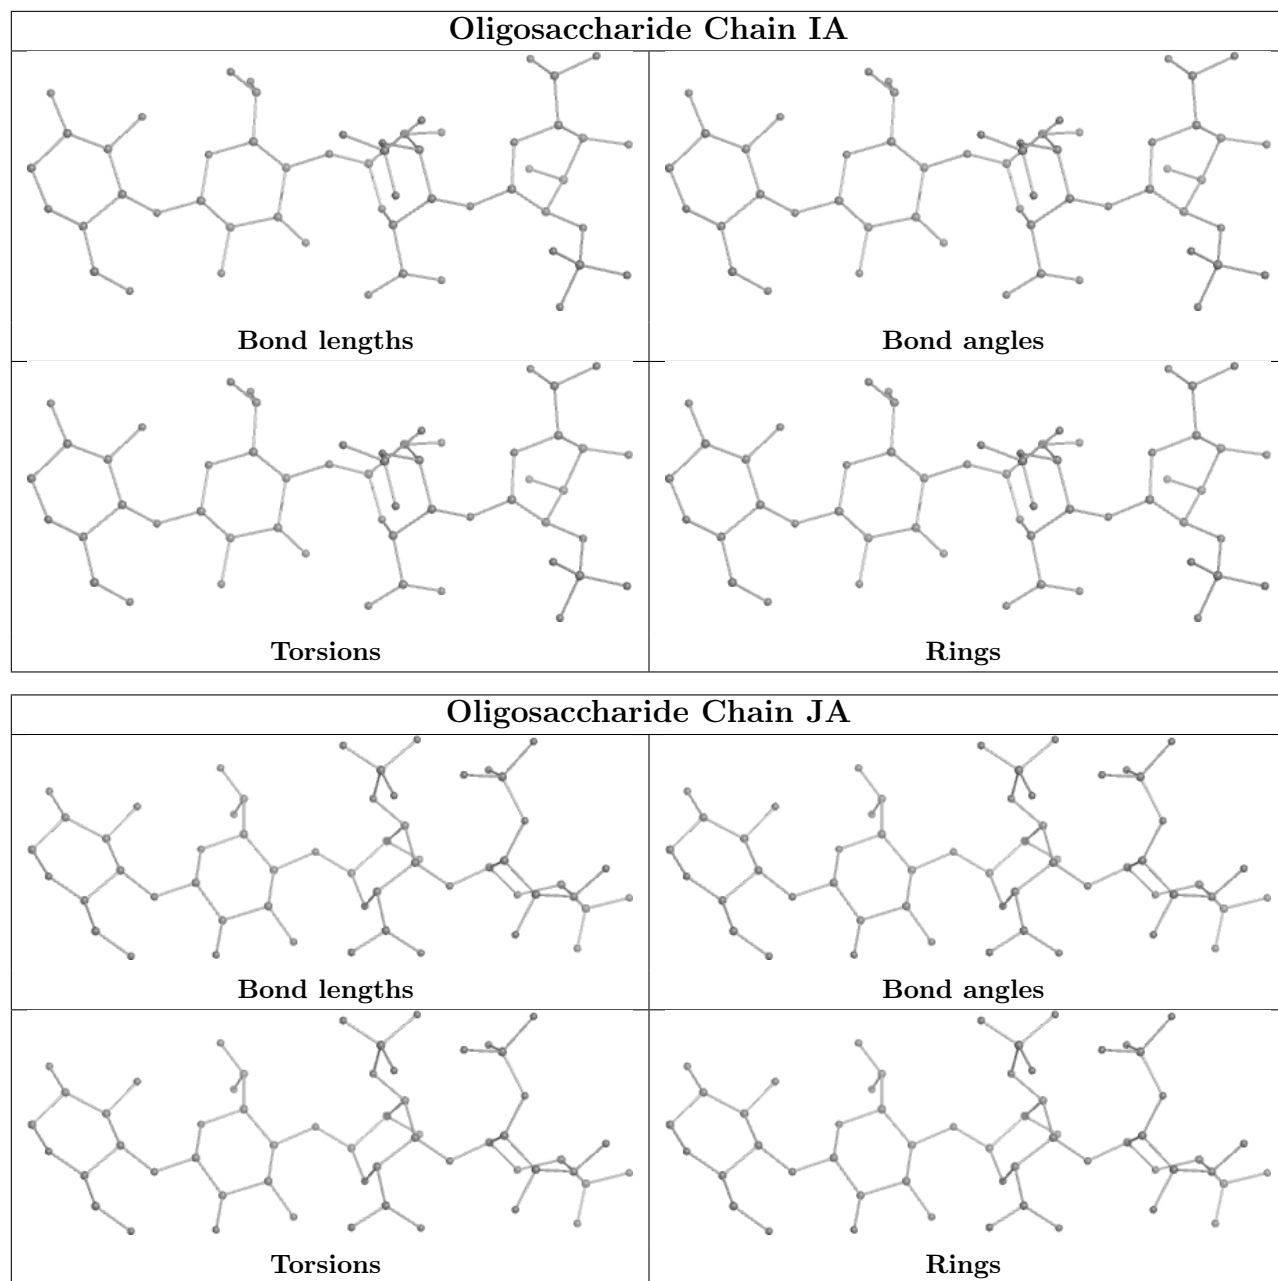 Oligosaccharide Chain IA
Bond lengths
Bond angles
Torsions
Rings
Oligosaccharide Chain JA
Bond lengths
Bond angles
Torsions
Rings